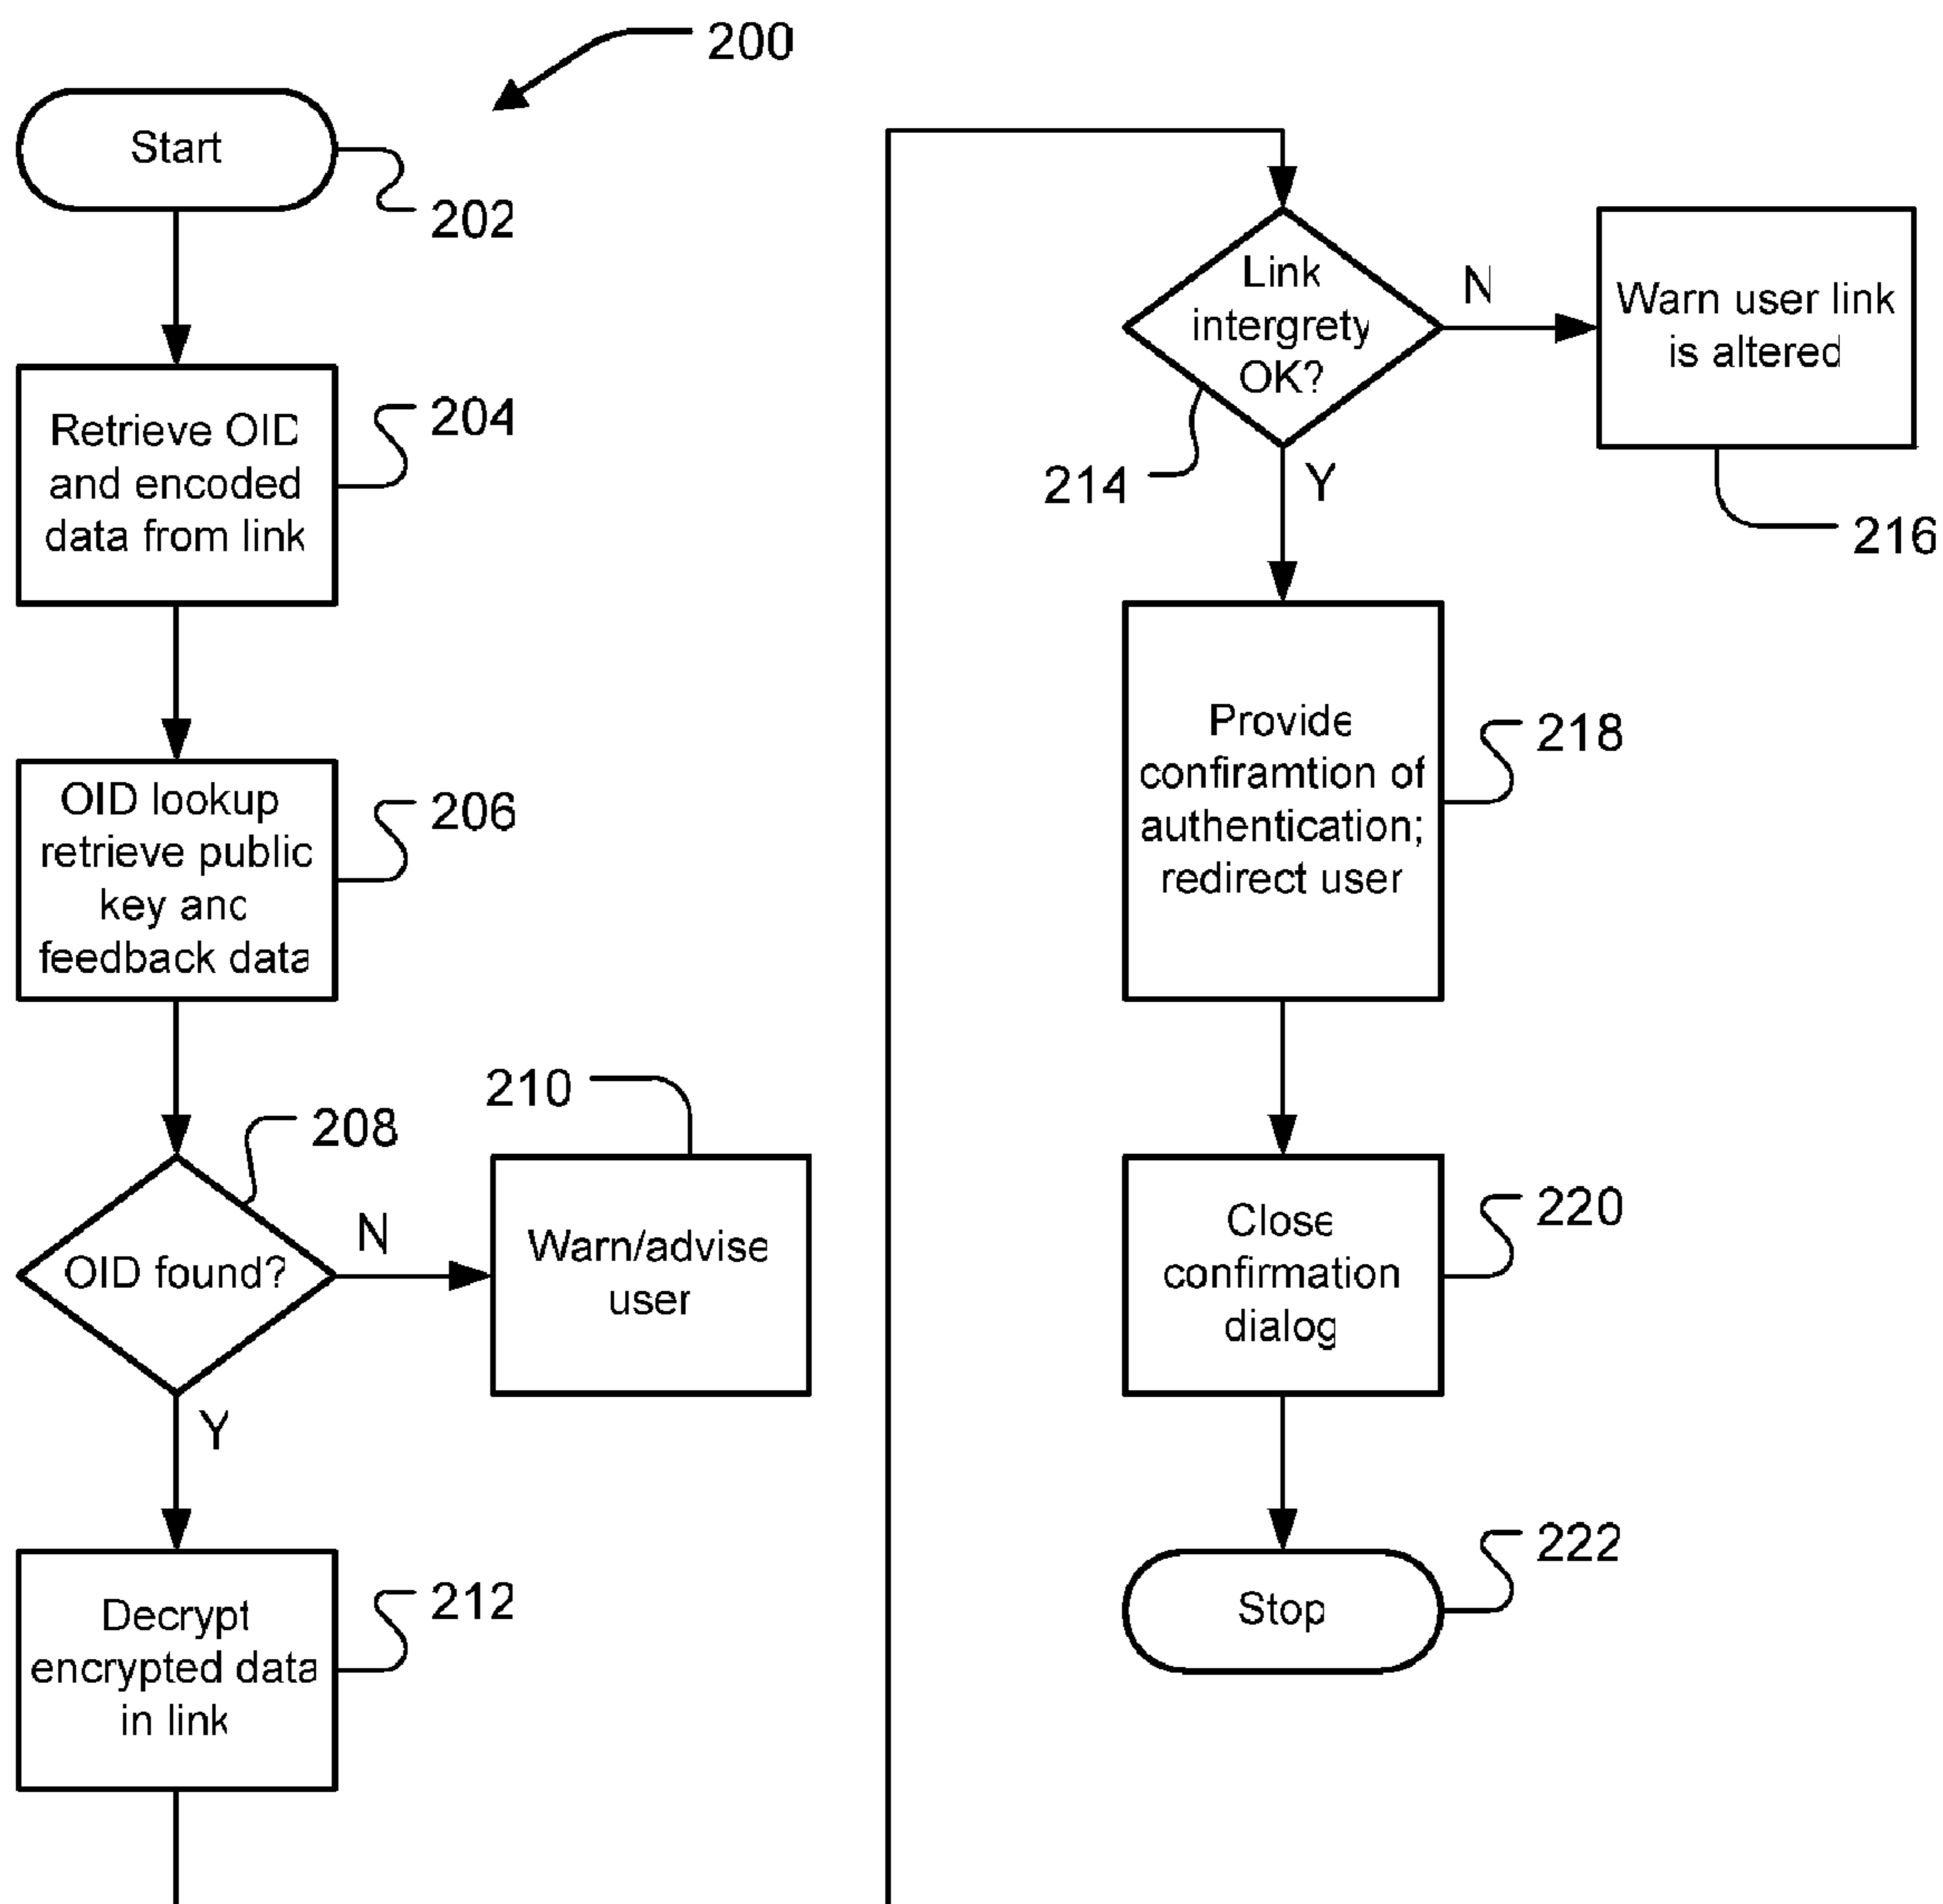 200
Start
202
Retrieve OID
and encoded
data from link
204
OID lookup
retrieve public
key and
feedback data
206
208
OID found?
N
Y
210
Warn/advise
user
Decrypt
encrypted data
in link
212
Link
intergrety
OK?
N
Y
214
Warn user link
is altered
216
Provide
confiramtion of
authentication;
redirect user
218
Close
confirmation
dialog
220
Stop
222